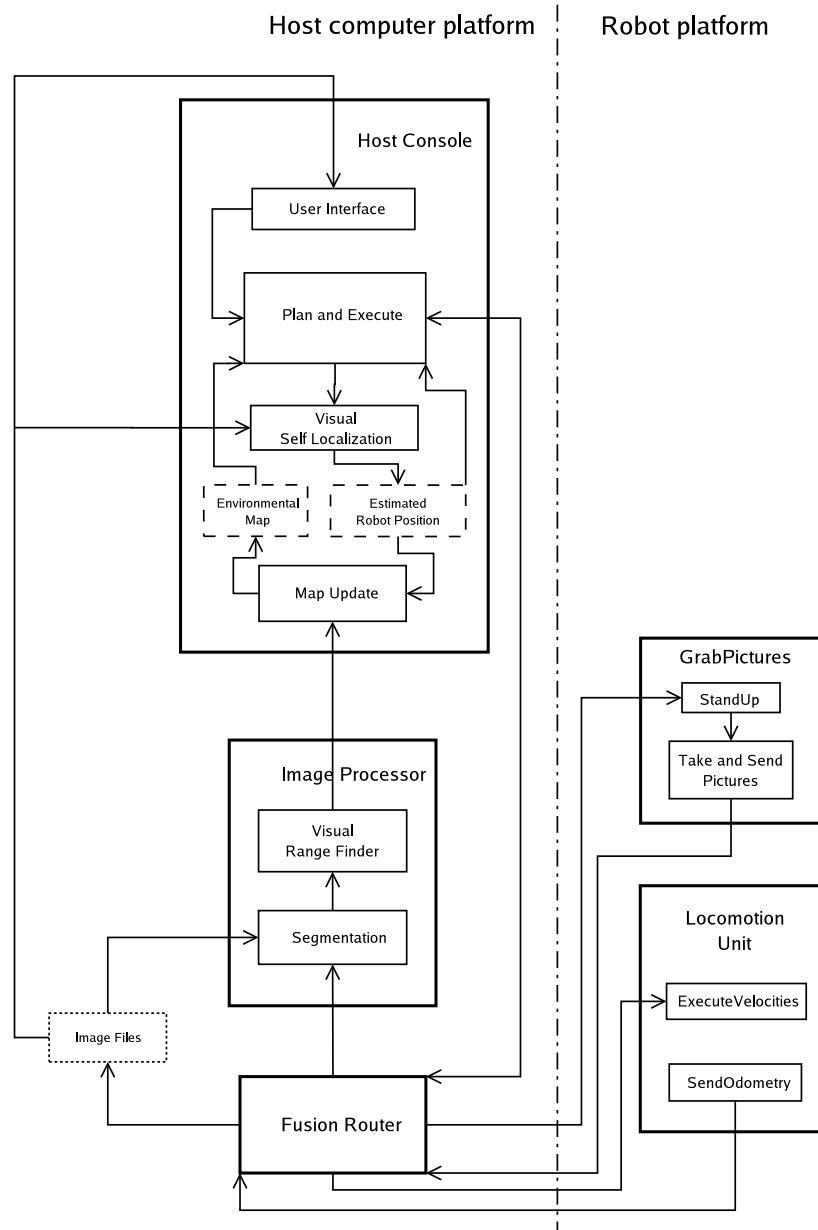 Host computer platform
Robot platform
Host Console
User Interface
Plan and Execute
Visual
Self Localization
Environmental
Map
Estimated
Robot Position
Map Update
GrabPictures
StandUp
Take and Send
Pictures
Image Processor
Visual
Range Finder
Segmentation
Locomotion
Unit
ExecuteVelocities
Image Files
SendOdometry
Fusion Router